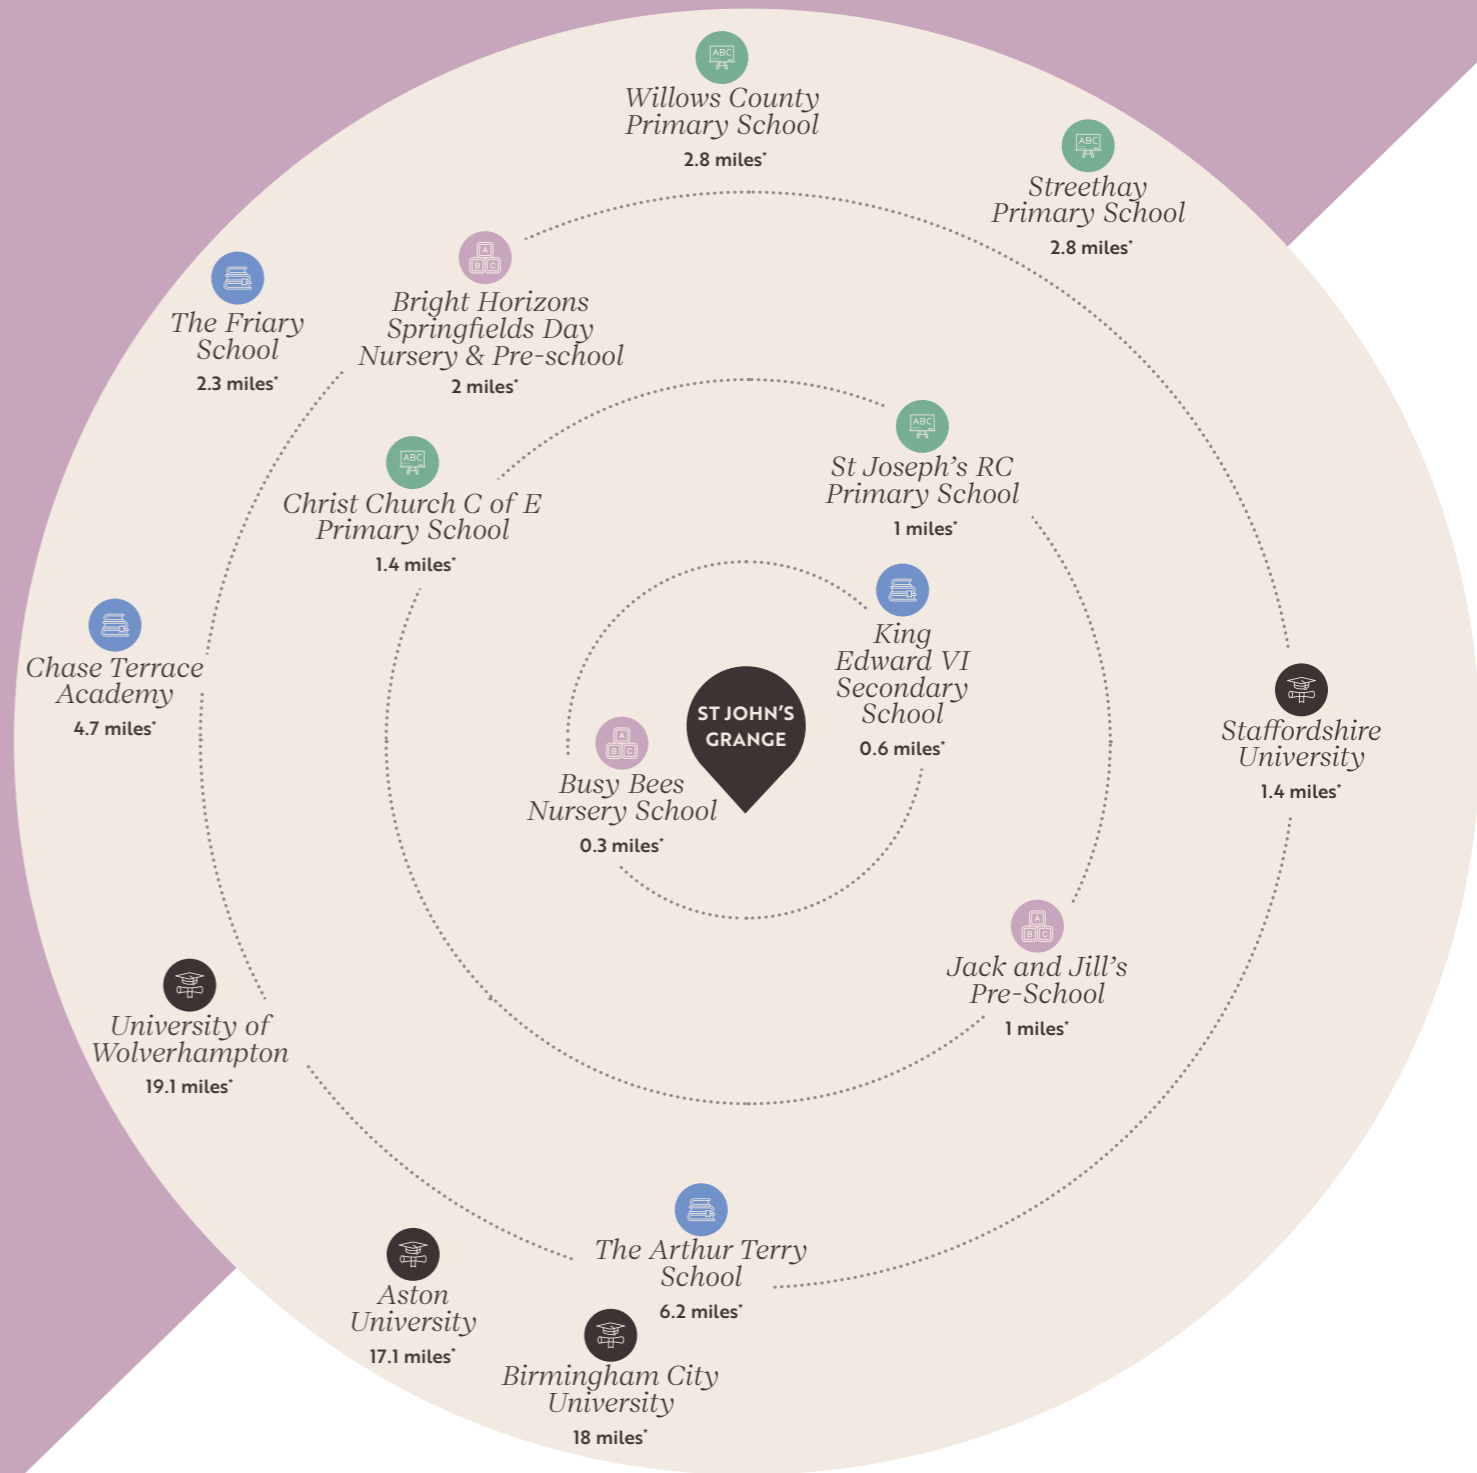 Willows County
Primary School
2.8 miles*
Streethay
Primary School
2.8 miles*
The Friary
School
2.3 miles*
Bright Horizons
Springfields Day
Nursery & Pre-school
2 miles*
Christ Church C of E
Primary School
1.4 miles*
St Joseph’s RC
Primary School
1 miles*
King
Edward VI
Secondary
School
0.6 miles*
Chase Terrace
Academy
4.7 miles*
ST JOHN’S
GRANGE
Busy Bees
Nursery School
0.3 miles*
Staffordshire
University
1.4 miles*
Jack and Jill’s
Pre-School
1 miles*
University of
Wolverhampton
19.1 miles*
The Arthur Terry
School
6.2 miles*
Aston
University
17.1 miles*
Birmingham City
University
18 miles*
ABC
ABC
A
B C
ABC
ABC
A
B C
A
B C